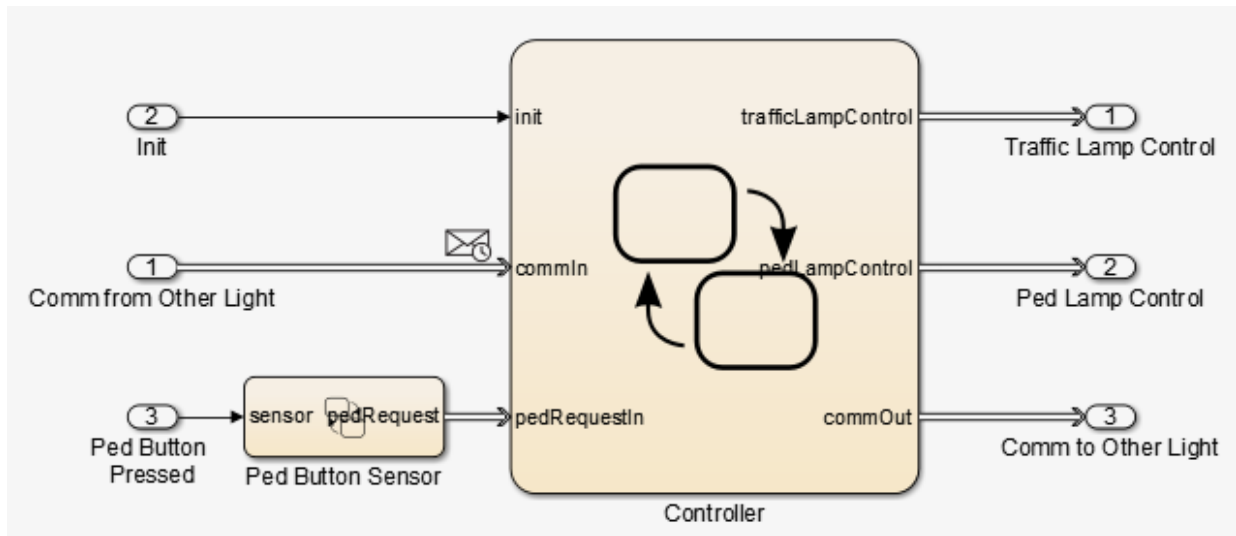 2
Init
init
trafficLampControl
1
Traffic Lamp Control
1
Comm from Other Light
commIn
pedLampControl
2
Ped Lamp Control
3
Ped Button
Pressed
sensor
pedRequest
Ped Button Sensor
pedRequestIn
commOut
3
Comm to Other Light
Controller